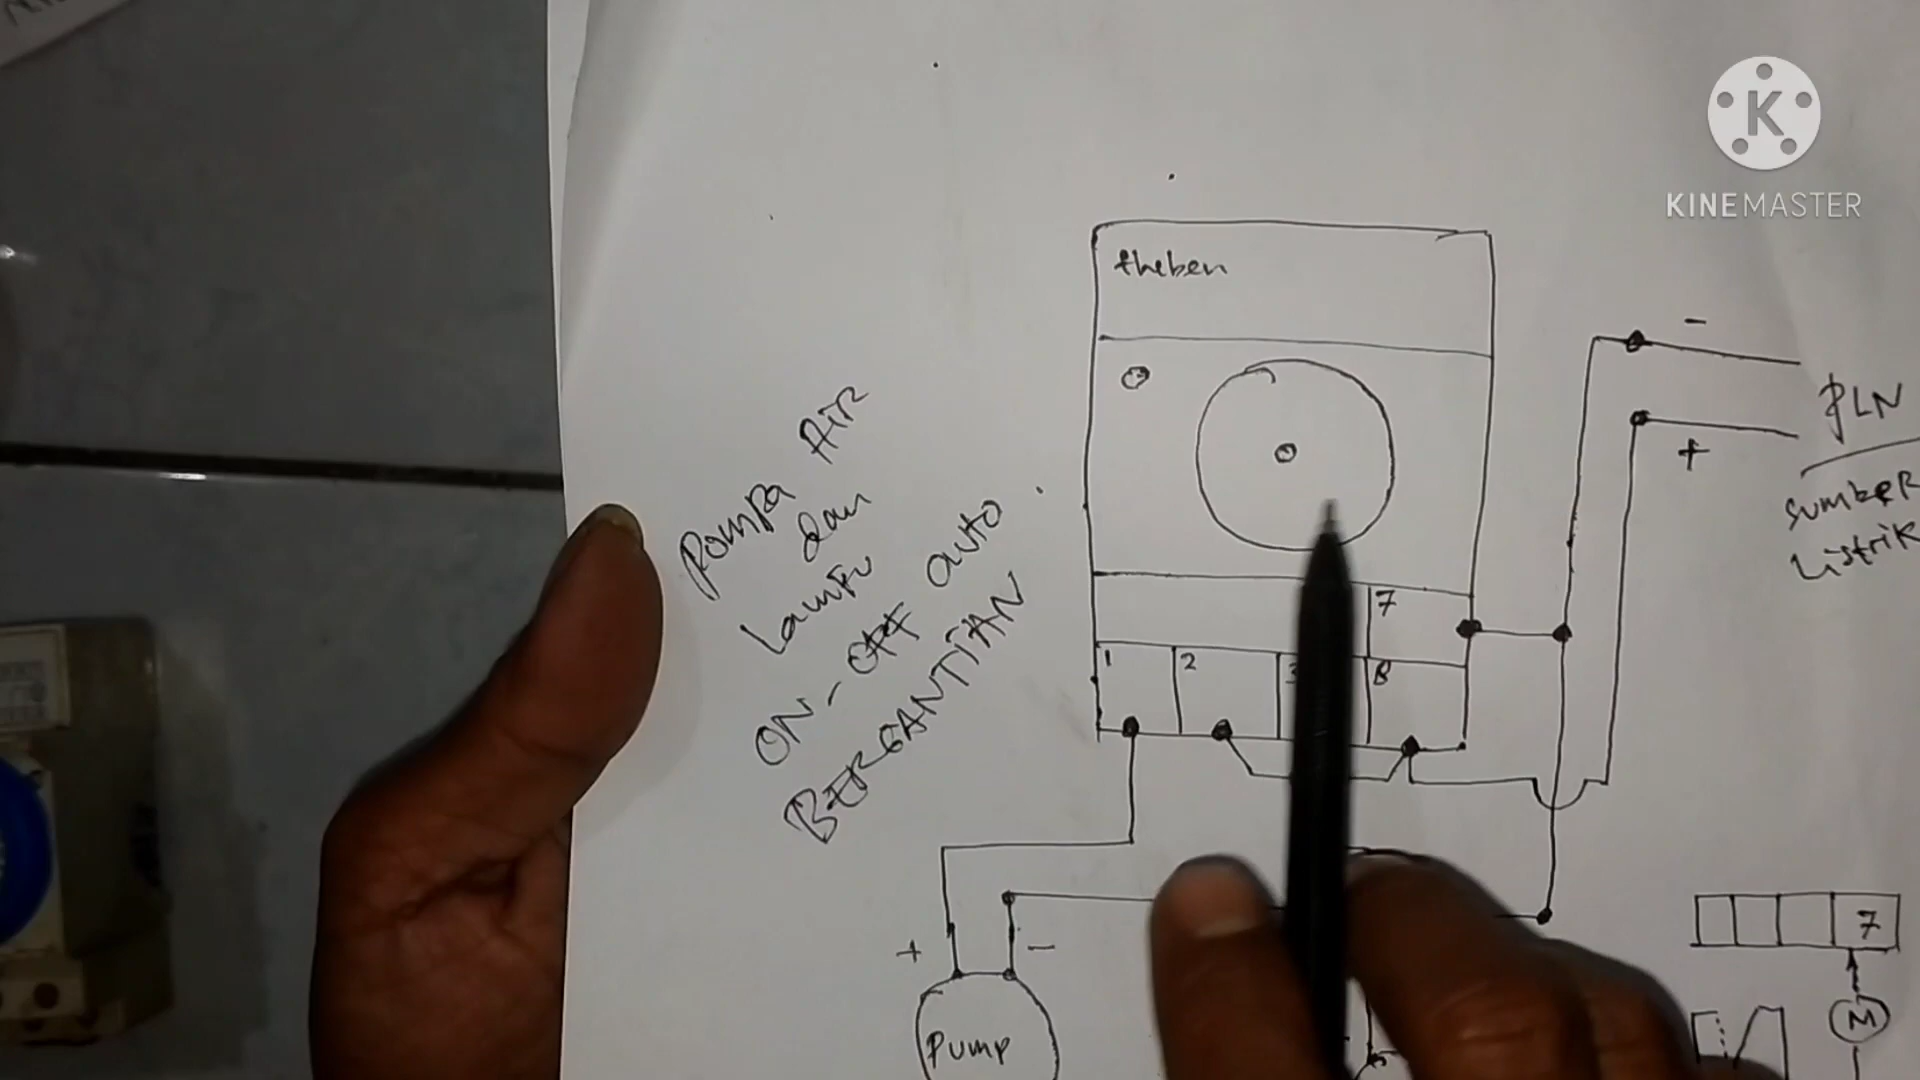 KINEMASTER
theben
-
PLN
+
sumber
Listrik
Pompa AIR
dan
Lampu
ON-OFF auto
BERGANTIAN
7
1 2 3 8
+ -
Pump
7
M